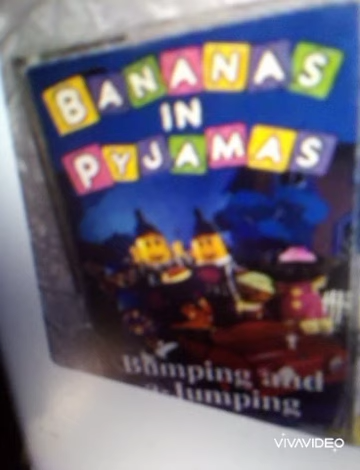 BANANAS
IN
PYJAMAS
Bumping and
a-Jumping
VIVAVIDEO